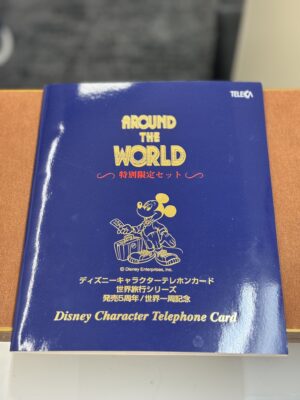 TELECA
AROUND
THE
WORLD
特別限定セット
© Disney Enterprises, Inc.
ディズニーキャラクターテレホンカード
世界旅行シリーズ
発売5周年/世界一周記念
Disney Character Telephone Card